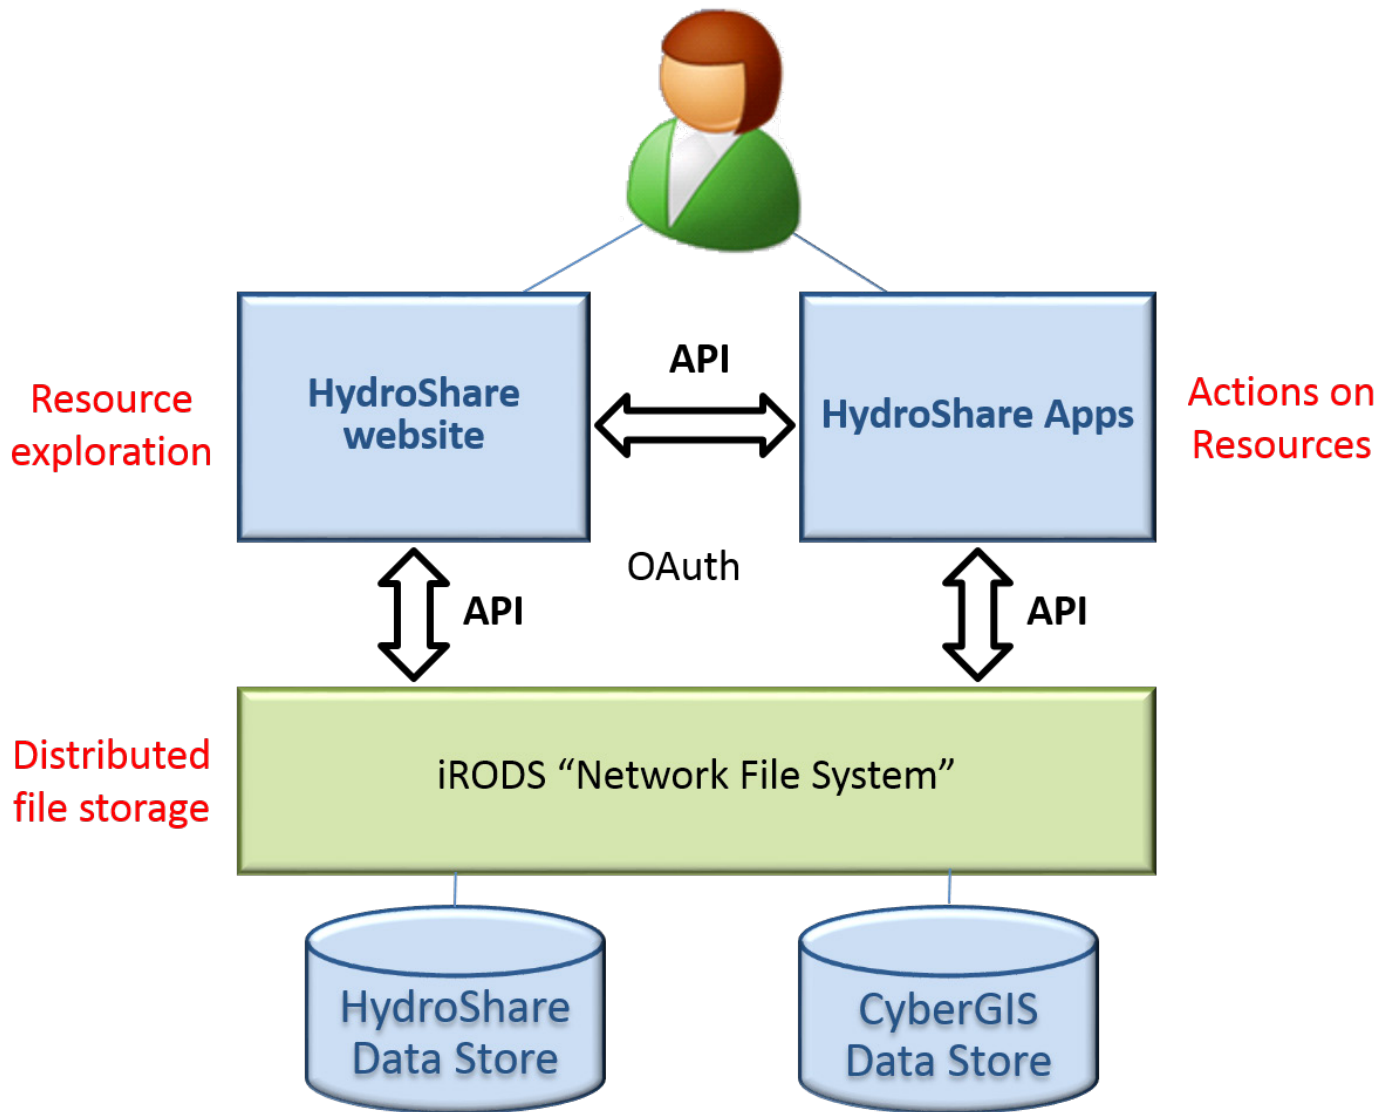 API
HydroShare
website
HydroShare Apps
Resource
exploration
Actions on
Resources
OAuth
API
API
Distributed
file storage
iRODS “Network File System”
HydroShare
Data Store
CyberGIS
Data Store